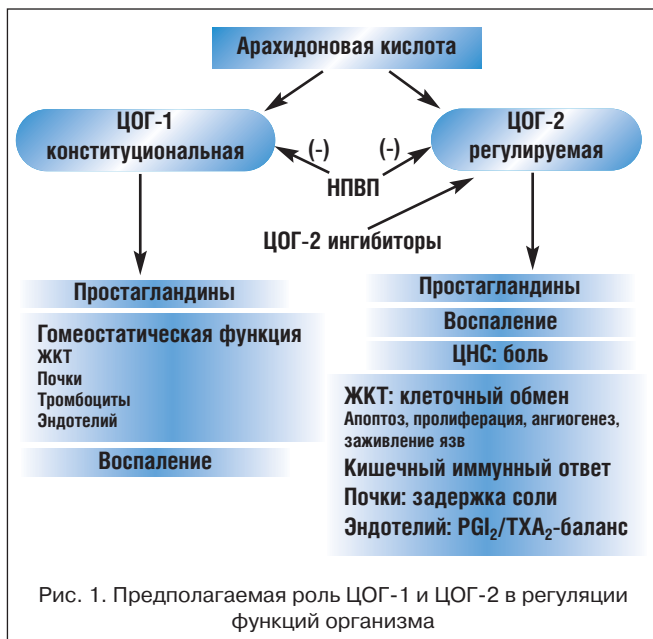 Арахидоновая кислота
ЦОГ-1
конституциональная
ЦОГ-2
регулируемая
(-)
(-)
НПВП
ЦОГ-2 ингибиторы
Простагландины
Гомеостатическая функция
ЖКТ
Почки
Тромбоциты
Эндотелий
Воспаление
Простагландины
Воспаление
ЦНС: боль
ЖКТ: клеточный обмен
Апоптоз, пролиферация, ангиогенез,
заживление язв
Кишечный иммунный ответ
Почки: задержка соли
Эндотелий: PGI₂/TXA₂-баланс
Рис. 1. Предполагаемая роль ЦОГ-1 и ЦОГ-2 в регуляции
функций организма